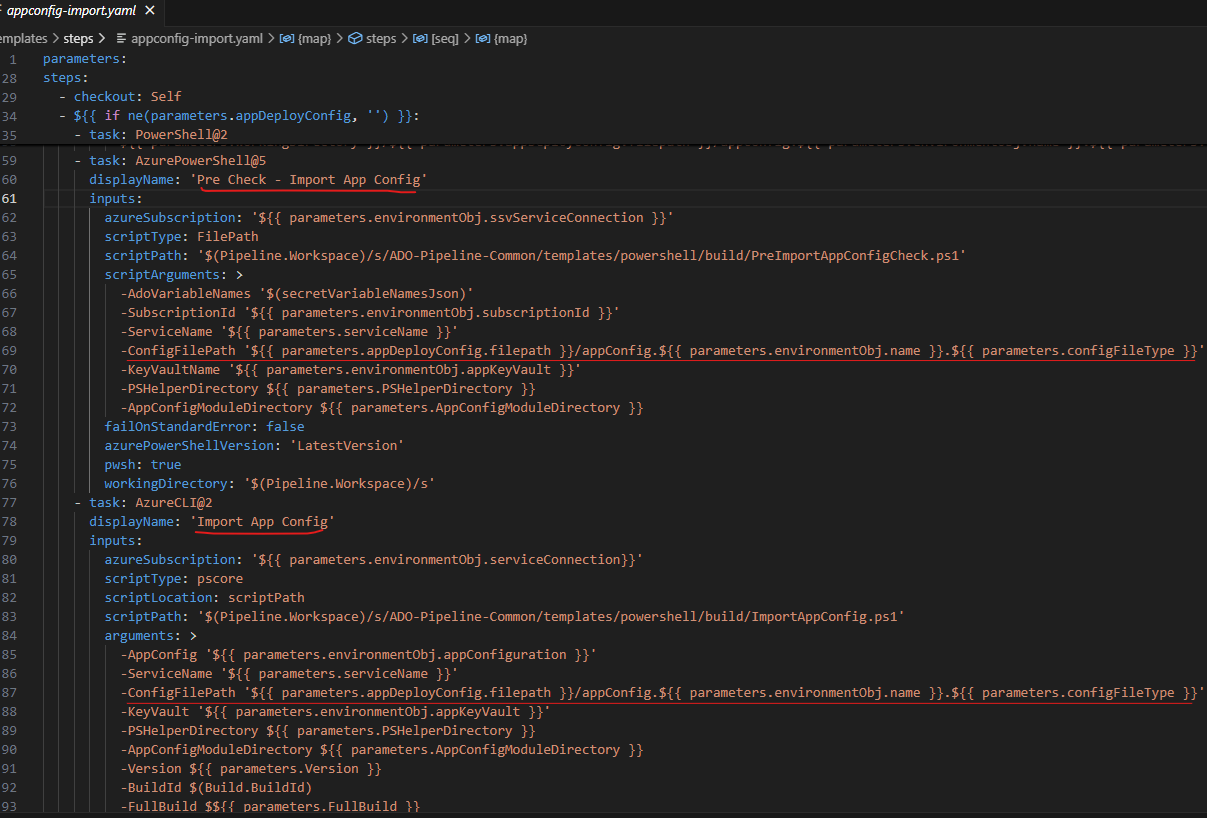 appconfig-import.yaml ×
emplates > steps > appconfig-import.yaml > {map} > steps > [seq] > {map}
1 parameters:
28 steps:
29 - checkout: Self
34 - ${{ if ne(parameters.appDeployConfig, '') }}:
35 - task: PowerShell@2
59 - task: AzurePowerShell@5
60 displayName: 'Pre Check - Import App Config'
61 inputs:
62 azureSubscription: '${{ parameters.environmentObj.ssvServiceConnection }}'
63 scriptType: FilePath
64 scriptPath: '$(Pipeline.Workspace)/s/ADO-Pipeline-Common/templates/powershell/build/PreImportAppConfigCheck.ps1'
65 scriptArguments: >
66 -AdoVariableNames '$(secretVariableNamesJson)'
67 -SubscriptionId '${{ parameters.environmentObj.subscriptionId }}'
68 -ServiceName '${{ parameters.serviceName }}'
69 -ConfigFilePath '${{ parameters.appDeployConfig.filepath }}/appConfig.${{ parameters.environmentObj.name }}.${{ parameters.configFileType }}'
70 -KeyVaultName '${{ parameters.environmentObj.appKeyVault }}'
71 -PSHelperDirectory ${{ parameters.PSHelperDirectory }}
72 -AppConfigModuleDirectory ${{ parameters.AppConfigModuleDirectory }}
73 failOnStandardError: false
74 azurePowerShellVersion: 'LatestVersion'
75 pwsh: true
76 workingDirectory: '$(Pipeline.Workspace)/s'
77 - task: AzureCLI@2
78 displayName: 'Import App Config'
79 inputs:
80 azureSubscription: '${{ parameters.environmentObj.serviceConnection}}'
81 scriptType: pscore
82 scriptLocation: scriptPath
83 scriptPath: '$(Pipeline.Workspace)/s/ADO-Pipeline-Common/templates/powershell/build/ImportAppConfig.ps1'
84 arguments: >
85 -AppConfig '${{ parameters.environmentObj.appConfiguration }}'
86 -ServiceName '${{ parameters.serviceName }}'
87 -ConfigFilePath '${{ parameters.appDeployConfig.filepath }}/appConfig.${{ parameters.environmentObj.name }}.${{ parameters.configFileType }}'
88 -KeyVault '${{ parameters.environmentObj.appKeyVault }}'
89 -PSHelperDirectory ${{ parameters.PSHelperDirectory }}
90 -AppConfigModuleDirectory ${{ parameters.AppConfigModuleDirectory }}
91 -Version ${{ parameters.Version }}
92 -BuildId $(Build.BuildId)
93 -FullBuild $${{ parameters.FullBuild }}